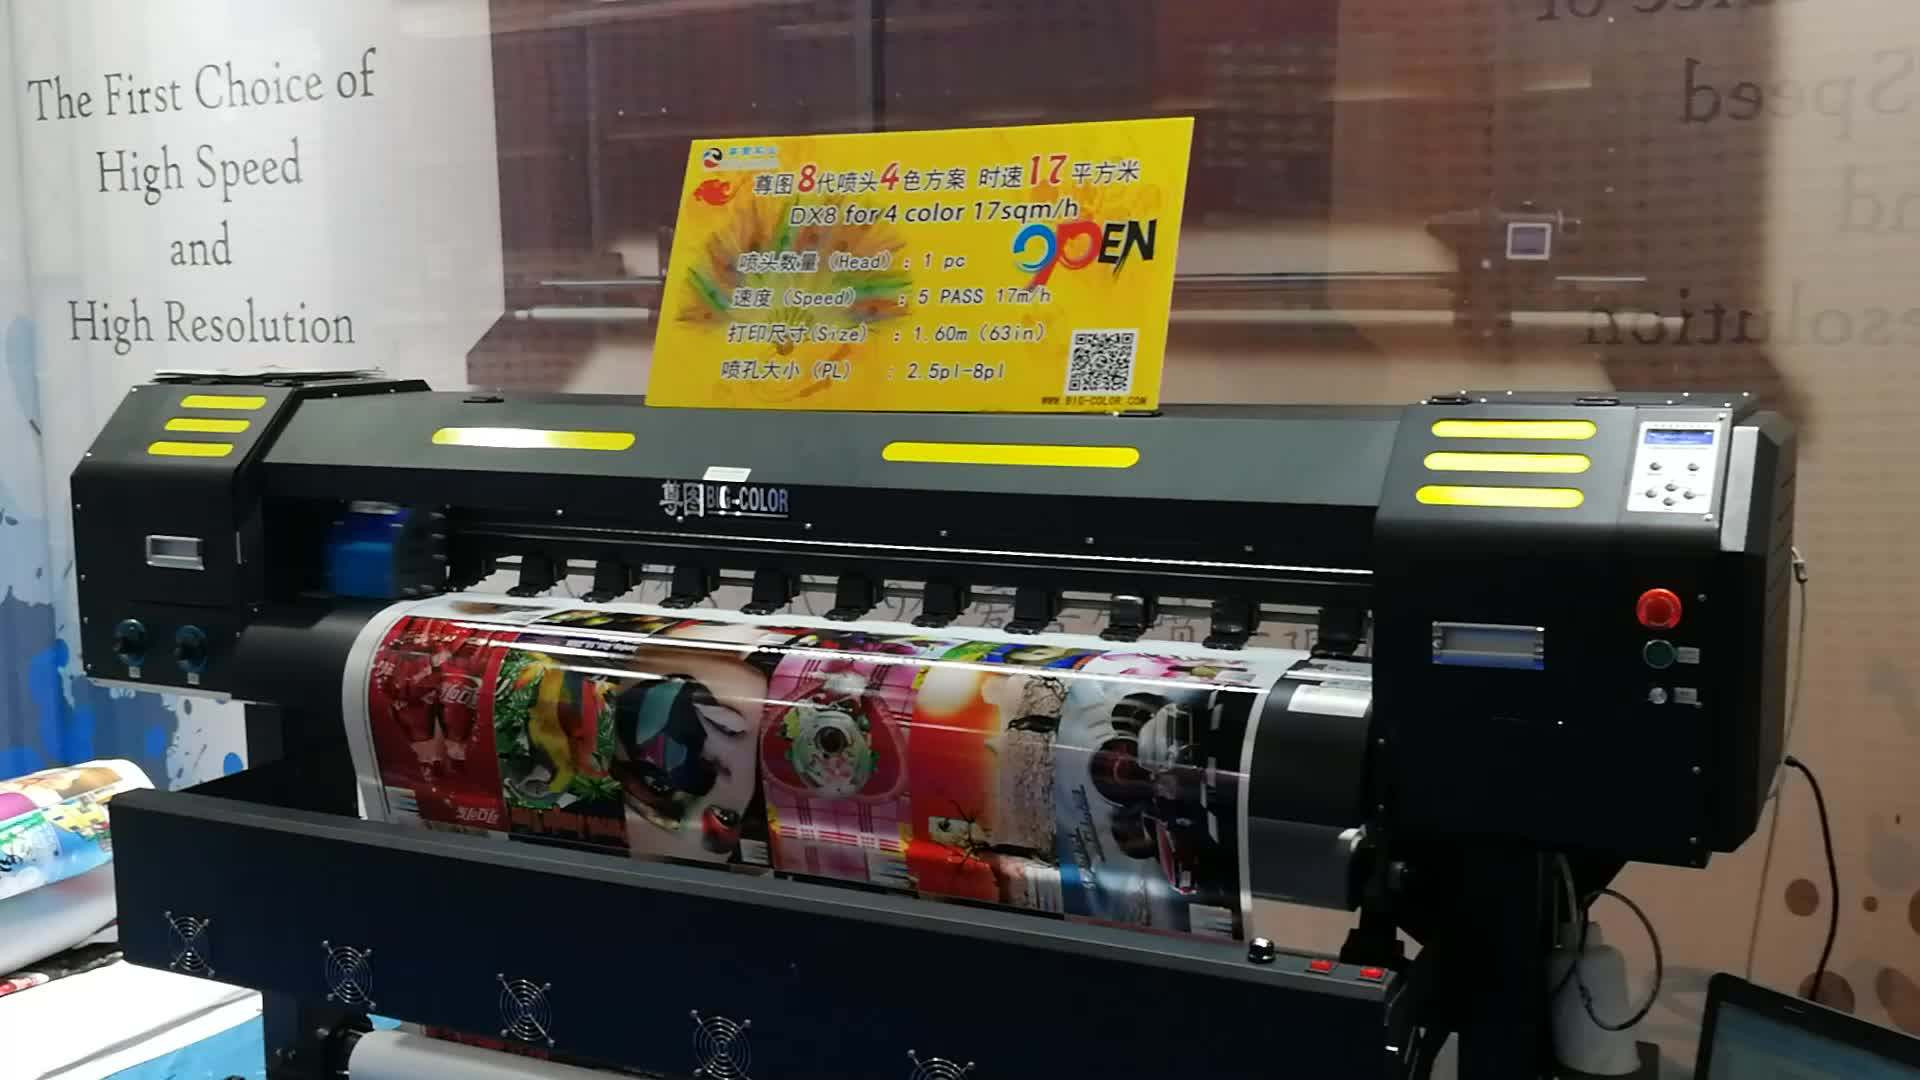 The First Choice of
High Speed
and
High Resolution
尊图8代喷头4色方案 时速17平方米
DX8 for 4 color 17sqm/h
OPEN
喷头数量 (Head) : 1 pc
速度 (Speed) : 5 PASS 17m/h
打印尺寸 (Size) : 1.60m (63in)
喷孔大小 (PL) : 2.5pl-8pl
WWW.BIG-COLOR.COM
尊图 BIG-COLOR
Speed